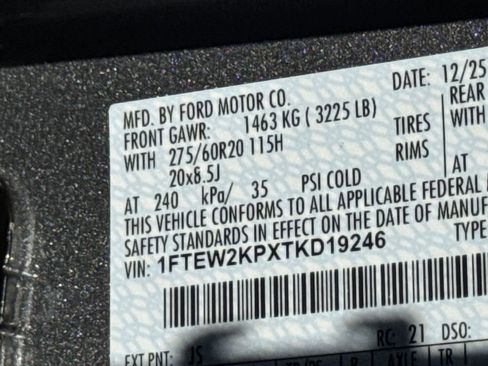 DATE: 12/25
MFD. BY FORD MOTOR CO.
FRONT GAWR: 1463 KG ( 3225 LB) REAR
WITH 275/60R20 115H TIRES WITH
20x8.5J RIMS
AT 240 kPa/ 35 PSI COLD AT
THIS VEHICLE CONFORMS TO ALL APPLICABLE FEDERAL
SAFETY STANDARDS IN EFFECT ON THE DATE OF MANUF
VIN: 1FTEW2KPXTKD19246 TYPE
RC: 21 DSO:
EXT PNT: JS
AXLE TR